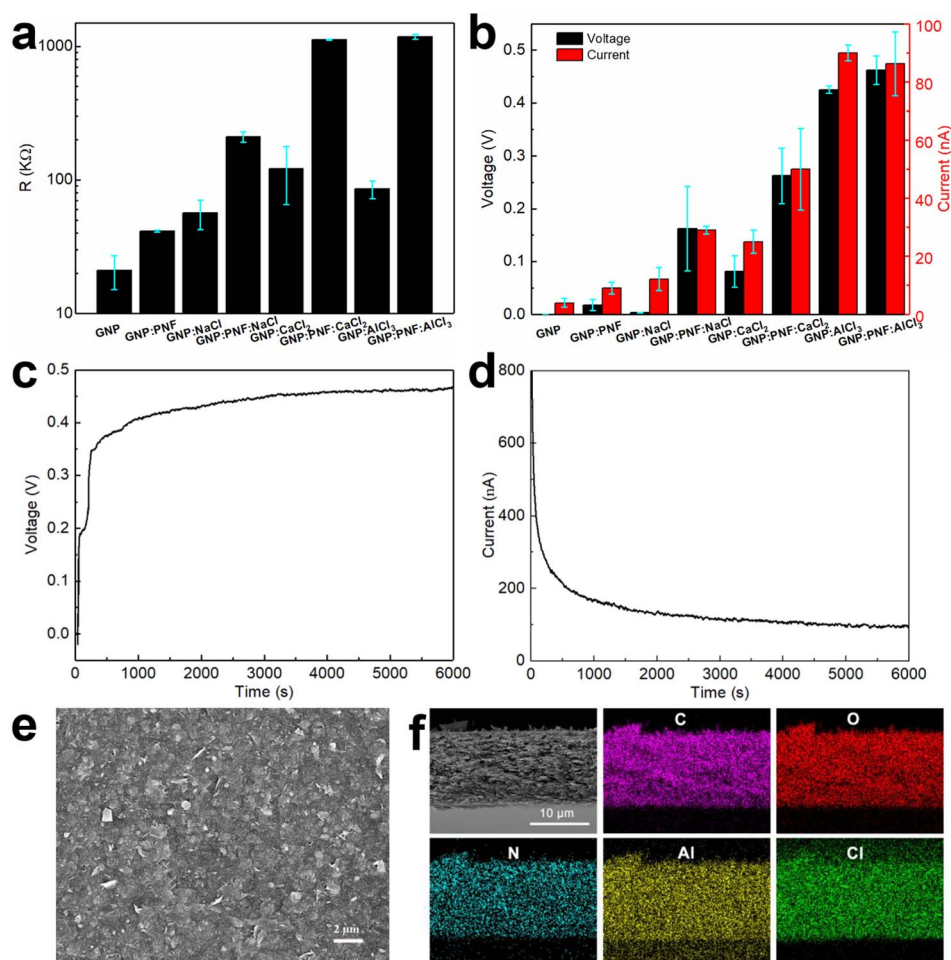 a
1000
100
10
R (KΩ)
GNP
GNP:PNF
GNP:NaCl
GNP:PNF:NaCl
GNP:CaCl₂
GNP:PNF:CaCl₂
GNP:AlCl₃
GNP:PNF:AlCl₃
b
Voltage
Current
0.5
0.4
0.3
0.2
0.1
0.0
Voltage (V)
100
80
60
40
20
0
Current (nA)
GNP
GNP:PNF
GNP:NaCl
GNP:PNF:NaCl
GNP:CaCl₂
GNP:PNF:CaCl₂
GNP:AlCl₃
GNP:PNF:AlCl₃
c
0.5
0.4
0.3
0.2
0.1
0.0
Voltage (V)
0 1000 2000 3000 4000 5000 6000
Time (s)
d
800
600
400
200
0
Current (nA)
0 1000 2000 3000 4000 5000 6000
Time (s)
e
2 μm
f
10 μm
C
O
N
Al
Cl